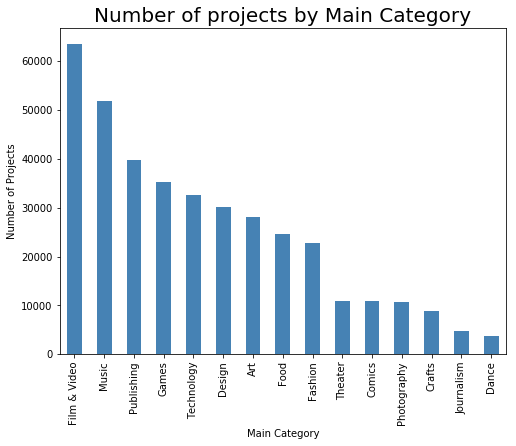 Number of projects by Main Category
Number of Projects
60000
50000
40000
30000
20000
10000
0
Film & Video
Music
Publishing
Games
Technology
Design
Art
Food
Fashion
Theater
Comics
Photography
Crafts
Journalism
Dance
Main Category